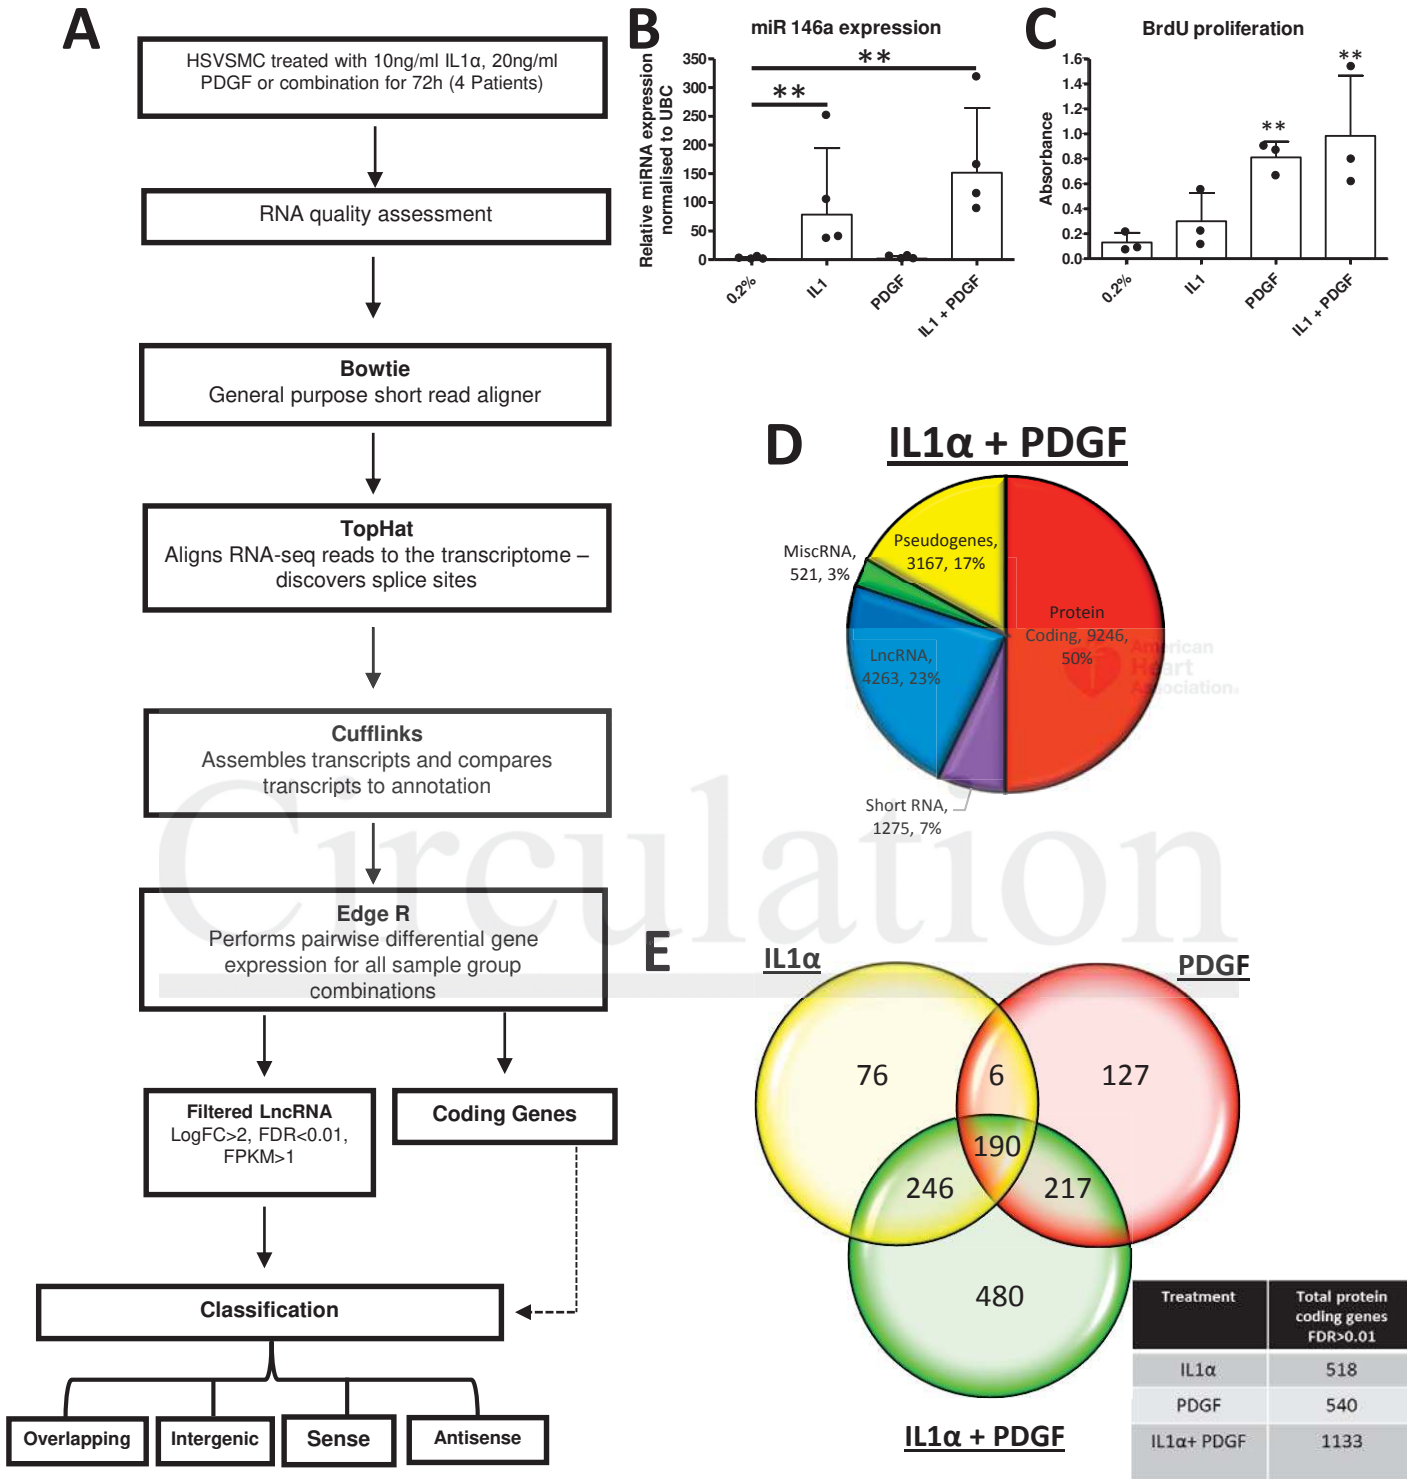 A
HSVSMC treated with 10ng/ml IL1α, 20ng/ml
PDGF or combination for 72h (4 Patients)
RNA quality assessment
Bowtie
General purpose short read aligner
TopHat
Aligns RNA-seq reads to the transcriptome –
discovers splice sites
Cufflinks
Assembles transcripts and compares
transcripts to annotation
Edge R
Performs pairwise differential gene
expression for all sample group
combinations
Filtered LncRNA
LogFC>2, FDR<0.01,
FPKM>1
Coding Genes
Classification
Overlapping
Intergenic
Sense
Antisense
B
miR 146a expression
Relative miRNA expression
normalised to UBC
350
300
250
200
150
100
50
0
**
**
0.2%
IL1
PDGF
IL1 + PDGF
C
BrdU proliferation
Absorbance
1.6
1.4
1.2
1.0
0.8
0.6
0.4
0.2
0.0
**
**
0.2%
IL1
PDGF
IL1 + PDGF
D
IL1α + PDGF
Pseudogenes,
3167, 17%
MiscRNA,
521, 3%
Protein
Coding, 9246,
50%
LncRNA,
4263, 23%
Short RNA,
1275, 7%
American
Heart
Association
Circulation
E
IL1α
PDGF
76
6
127
190
246
217
480
IL1α + PDGF
Treatment
Total protein
coding genes
FDR>0.01
IL1α
518
PDGF
540
IL1α+ PDGF
1133